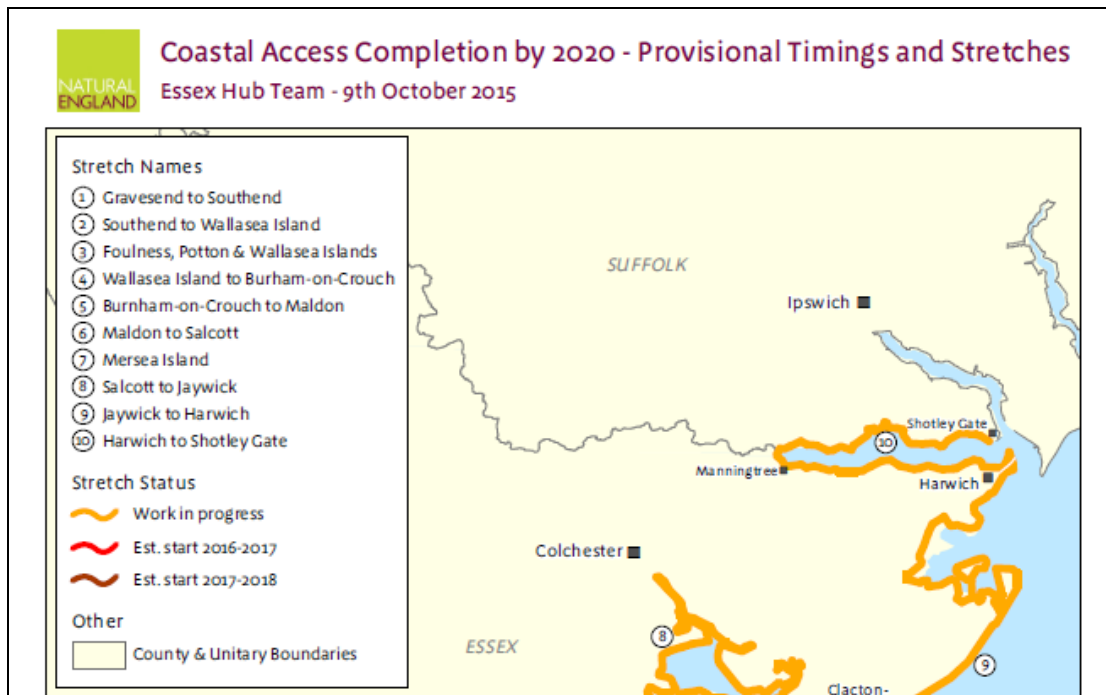 NATURAL
ENGLAND
Coastal Access Completion by 2020 - Provisional Timings and Stretches
Essex Hub Team - 9th October 2015
Stretch Names
1 Gravesend to Southend
2 Southend to Wallasea Island
3 Foulness, Potton & Wallasea Islands
4 Wallasea Island to Burham-on-Crouch
5 Burnham-on-Crouch to Maldon
6 Maldon to Salcott
7 Mersea Island
8 Salcott to Jaywick
9 Jaywick to Harwich
10 Harwich to Shotley Gate
Stretch Status
Work in progress
Est. start 2016-2017
Est. start 2017-2018
Other
County & Unitary Boundaries
SUFFOLK
Ipswich
Shotley Gate
10
Manningtree
Harwich
Colchester
8
ESSEX
9
Clacton-